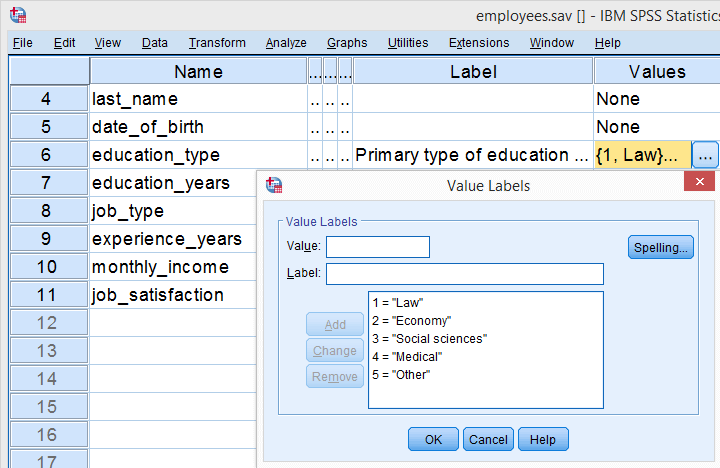 employees.sav [] - IBM SPSS Statistic
File Edit View Data Transform Analyze Graphs Utilities Extensions Window Help
Name ... ... ... Label Values
4 last_name .. .. .. None
5 date_of_birth .. .. .. None
6 education_type .. .. .. Primary type of education ... {1, Law}... ...
7 education_years
8 job_type
9 experience_years
10 monthly_income
11 job_satisfaction
12
13
14
15
16
17
Value Labels
Value Labels
Value:
Spelling...
Label:
1 = "Law"
2 = "Economy"
3 = "Social sciences"
4 = "Medical"
5 = "Other"
Add
Change
Remove
OK Cancel Help